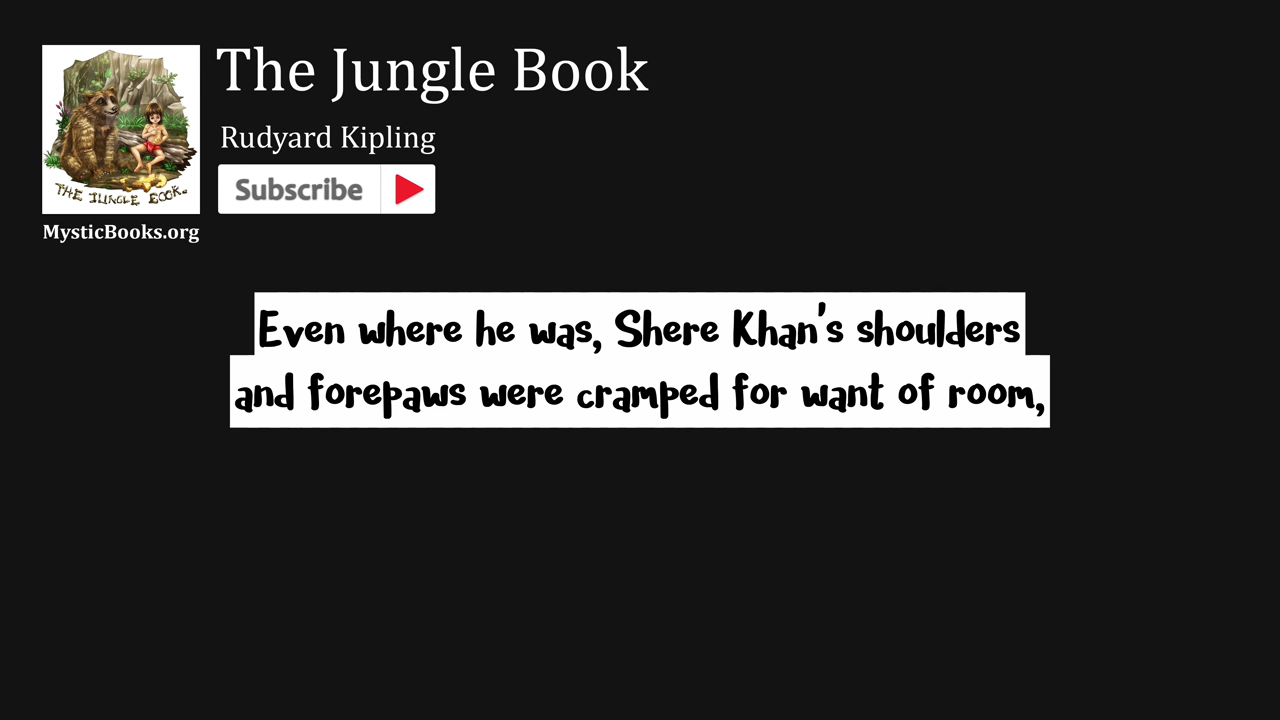 The Jungle Book
Rudyard Kipling
Subscribe
THE JUNGLE BOOK.
MysticBooks.org
Even where he was, Shere Khan's shoulders
and forepaws were cramped for want of room,